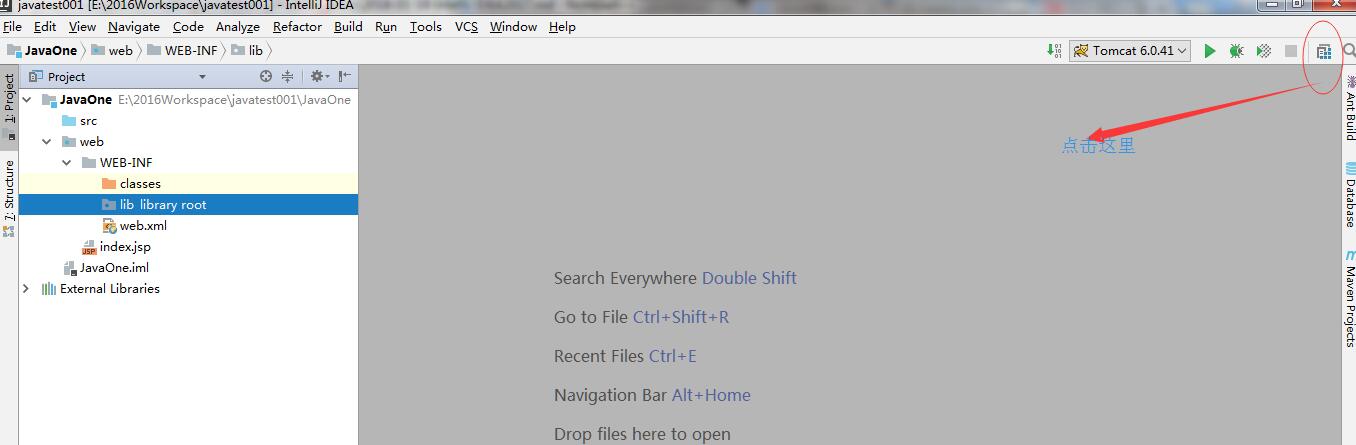 javatest001 [E:\2016Workspace\javatest001] - IntelliJ IDEA
File Edit View Navigate Code Analyze Refactor Build Run Tools VCS Window Help
JavaOne web WEB-INF lib
Tomcat 6.0.41
1: Project
7: Structure
Project
JavaOne E:\2016Workspace\javatest001\JavaOne
src
web
WEB-INF
classes
lib library root
web.xml
index.jsp
JavaOne.iml
External Libraries
点击这里
Search Everywhere Double Shift
Go to File Ctrl+Shift+R
Recent Files Ctrl+E
Navigation Bar Alt+Home
Drop files here to open
Ant Build
Database
Maven Projects